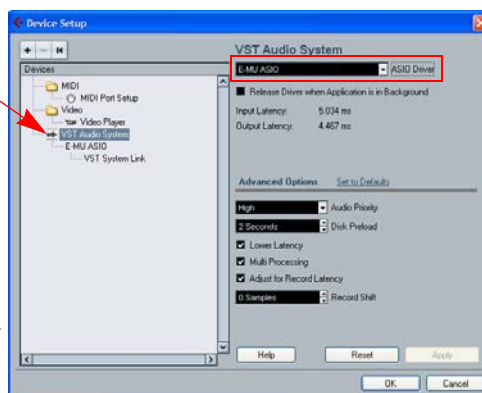 Device Setup
VST Audio System
Devices
E-MU ASIO
ASIO Driver
MIDI
MIDI Port Setup
Video
Video Player
VST Audio System
E-MU ASIO
VST System Link
Release Driver when Application is in Background
Input Latency: 5.034 ms
Output Latency: 4.467 ms
Advanced Options Set to Defaults
High Audio Priority
2 Seconds Disk Preload
Lower Latency
Multi Processing
Adjust for Record Latency
0 Samples Record Shift
Help Reset Apply
OK Cancel